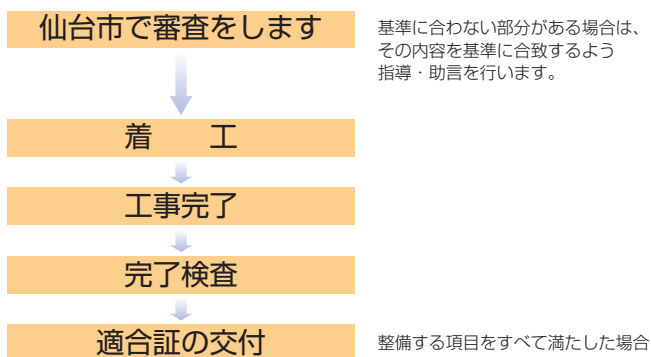 仙台市で審査をします
基準に合わない部分がある場合は、
その内容を基準に合致するよう
指導・助言を行います。
着　　工
工事完了
完了検査
適合証の交付
整備する項目をすべて満たした場合